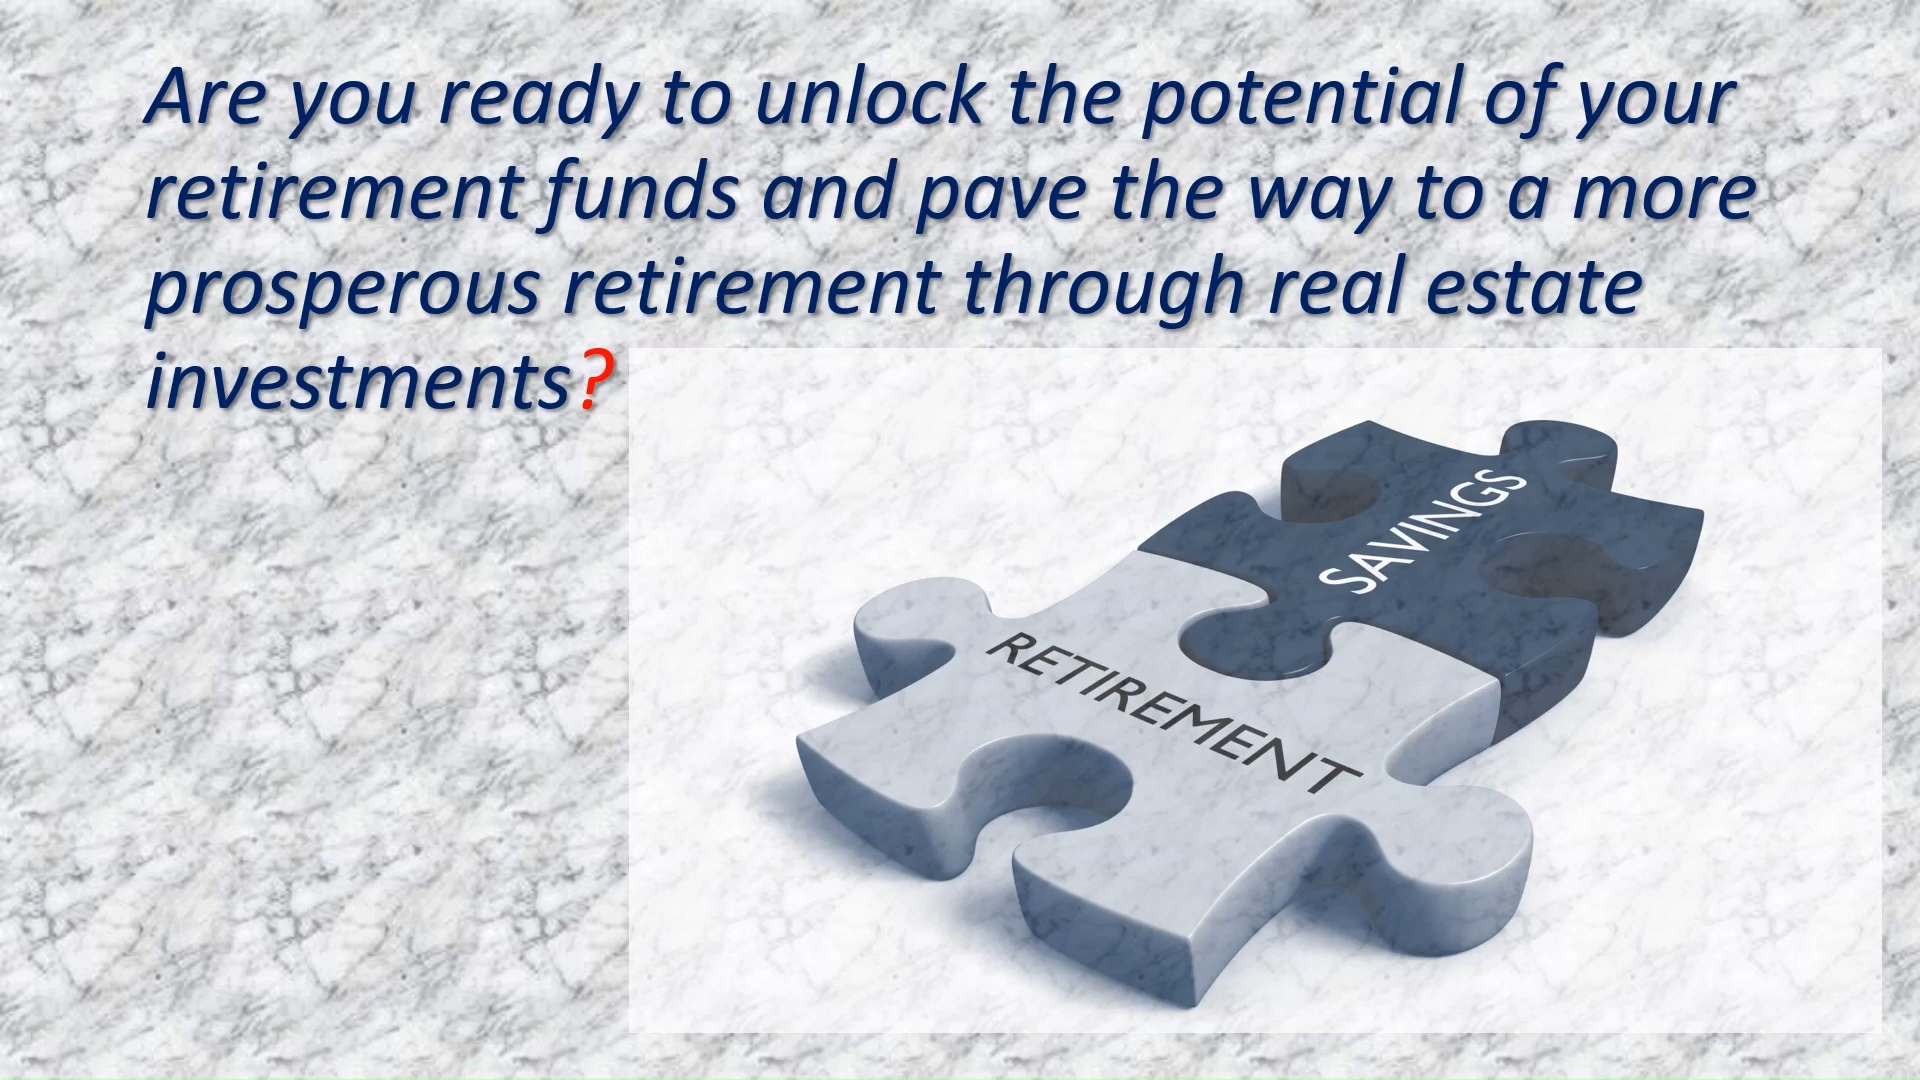 Are you ready to unlock the potential of your
retirement funds and pave the way to a more
prosperous retirement through real estate
investments?
SAVINGS
RETIREMENT